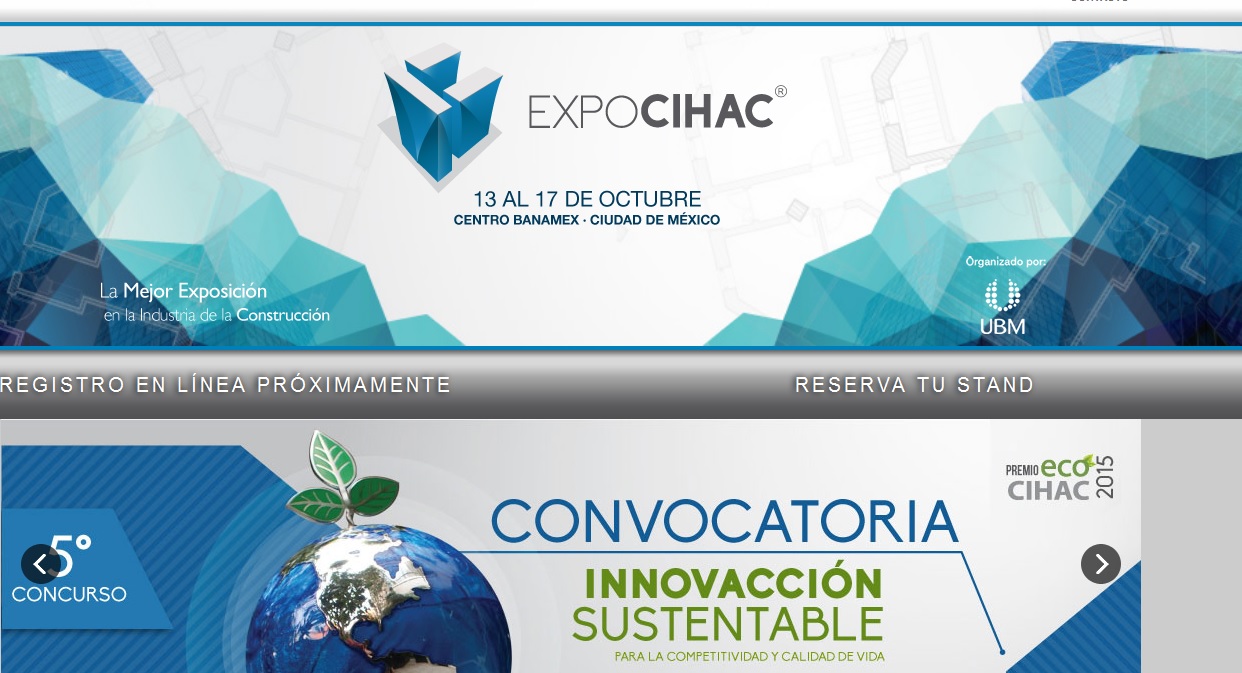 EXPOCIHAC®
13 AL 17 DE OCTUBRE
CENTRO BANAMEX · CIUDAD DE MÉXICO
La Mejor Exposición
en la Industria de la Construcción
Organizado por:
UBM
REGISTRO EN LÍNEA PRÓXIMAMENTE
RESERVA TU STAND
PREMIO eco
CIHAC
2015
5°
CONCURSO
CONVOCATORIA
INNOVACCIÓN
SUSTENTABLE
PARA LA COMPETITIVIDAD Y CALIDAD DE VIDA